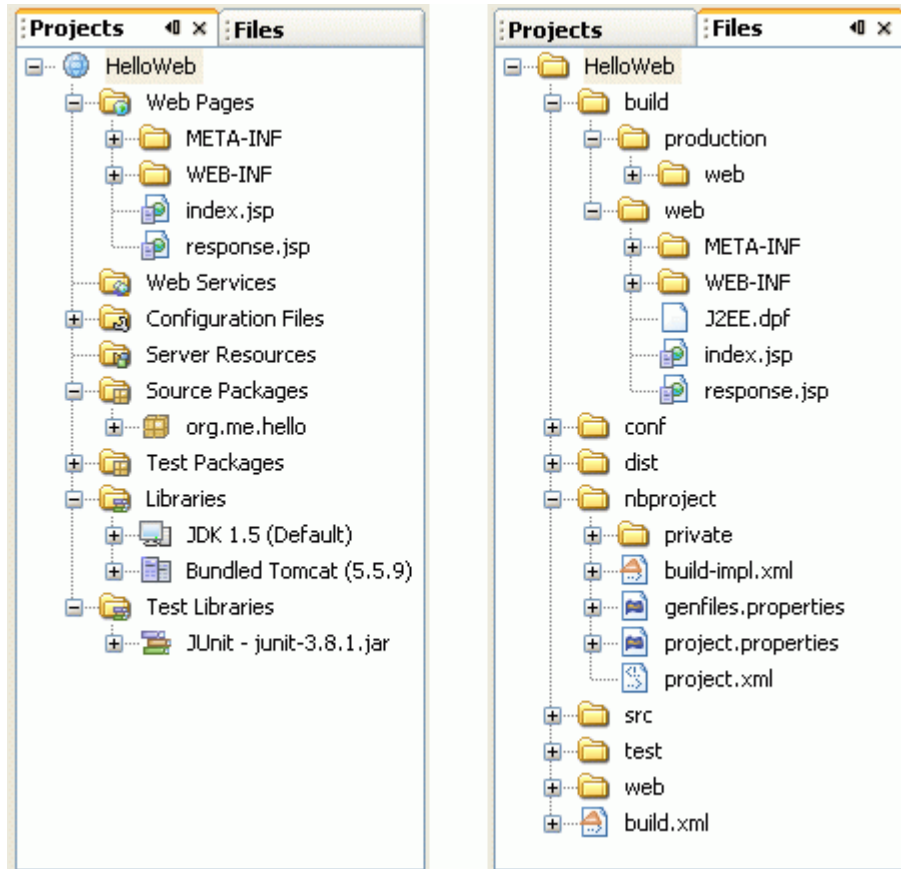 Projects
Files
HelloWeb
Web Pages
META-INF
WEB-INF
index.jsp
response.jsp
Web Services
Configuration Files
Server Resources
Source Packages
org.me.hello
Test Packages
Libraries
JDK 1.5 (Default)
Bundled Tomcat (5.5.9)
Test Libraries
JUnit - junit-3.8.1.jar
Projects
Files
HelloWeb
build
production
web
web
META-INF
WEB-INF
J2EE.dpf
index.jsp
response.jsp
conf
dist
nbproject
private
build-impl.xml
genfiles.properties
project.properties
project.xml
src
test
web
build.xml